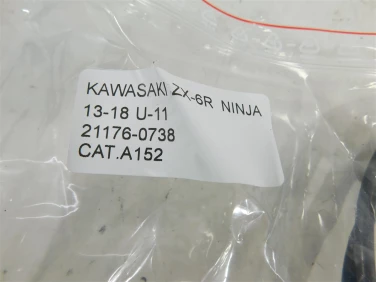 KAWASAKI ZX-6R NINJA
13-18 U-11
21176-0738
CAT.A152